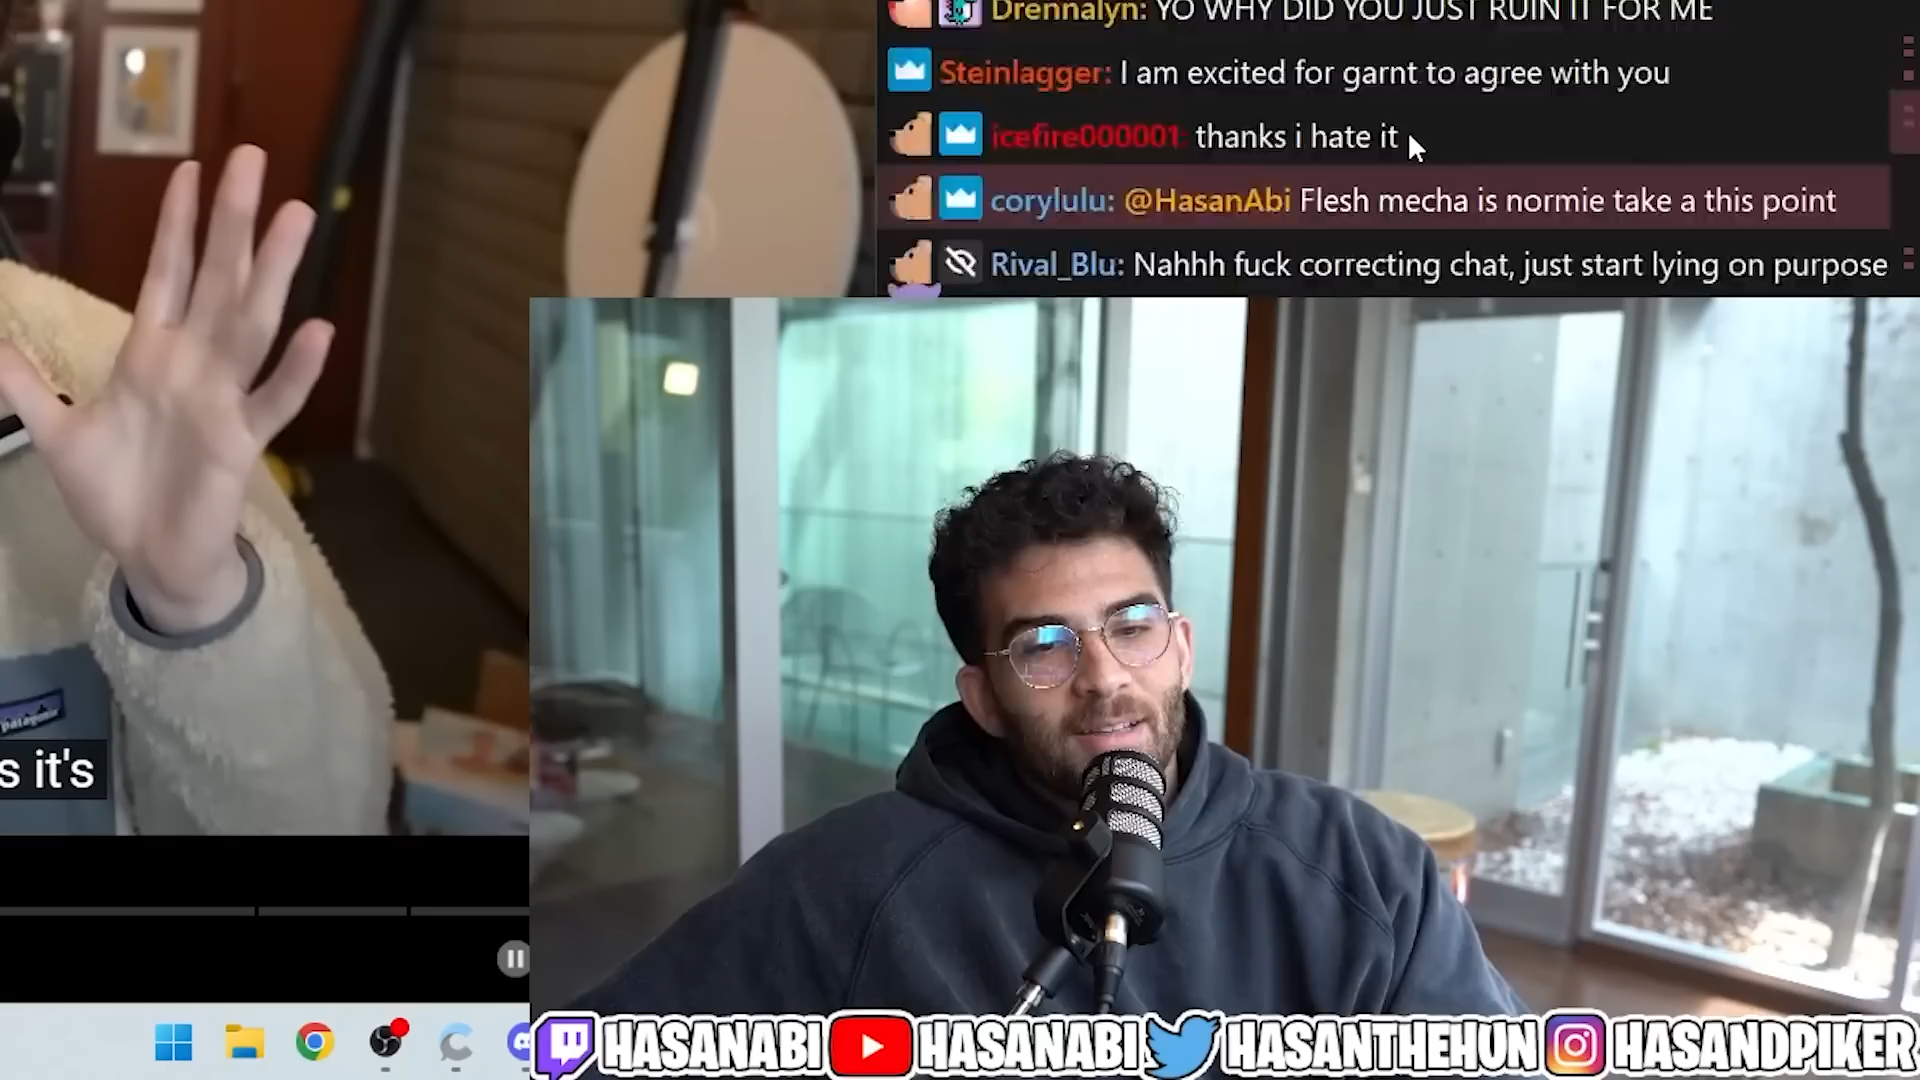 Drennalyn: YO WHY DID YOU JUST RUIN IT FOR ME
Steinlagger: I am excited for garnt to agree with you
icefire000001: thanks i hate it
corylulu: @HasanAbi Flesh mecha is normie take a this point
Rival_Blu: Nahhh fuck correcting chat, just start lying on purpose
patagonia
s it's
HASANABI HASANABI HASANTHEHUN HASANDPIKER